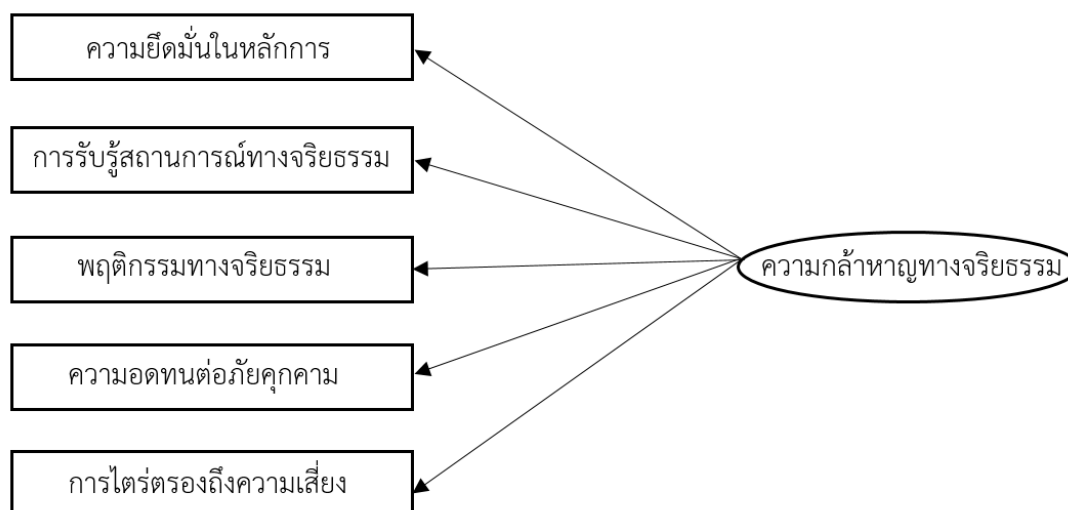 ความยึดมั่นในหลักการ
การรับรู้สถานการณ์ทางจริยธรรม
พฤติกรรมทางจริยธรรม
ความกล้าหาญทางจริยธรรม
ความอดทนต่อภัยคุกคาม
การไตร่ตรองถึงความเสี่ยง